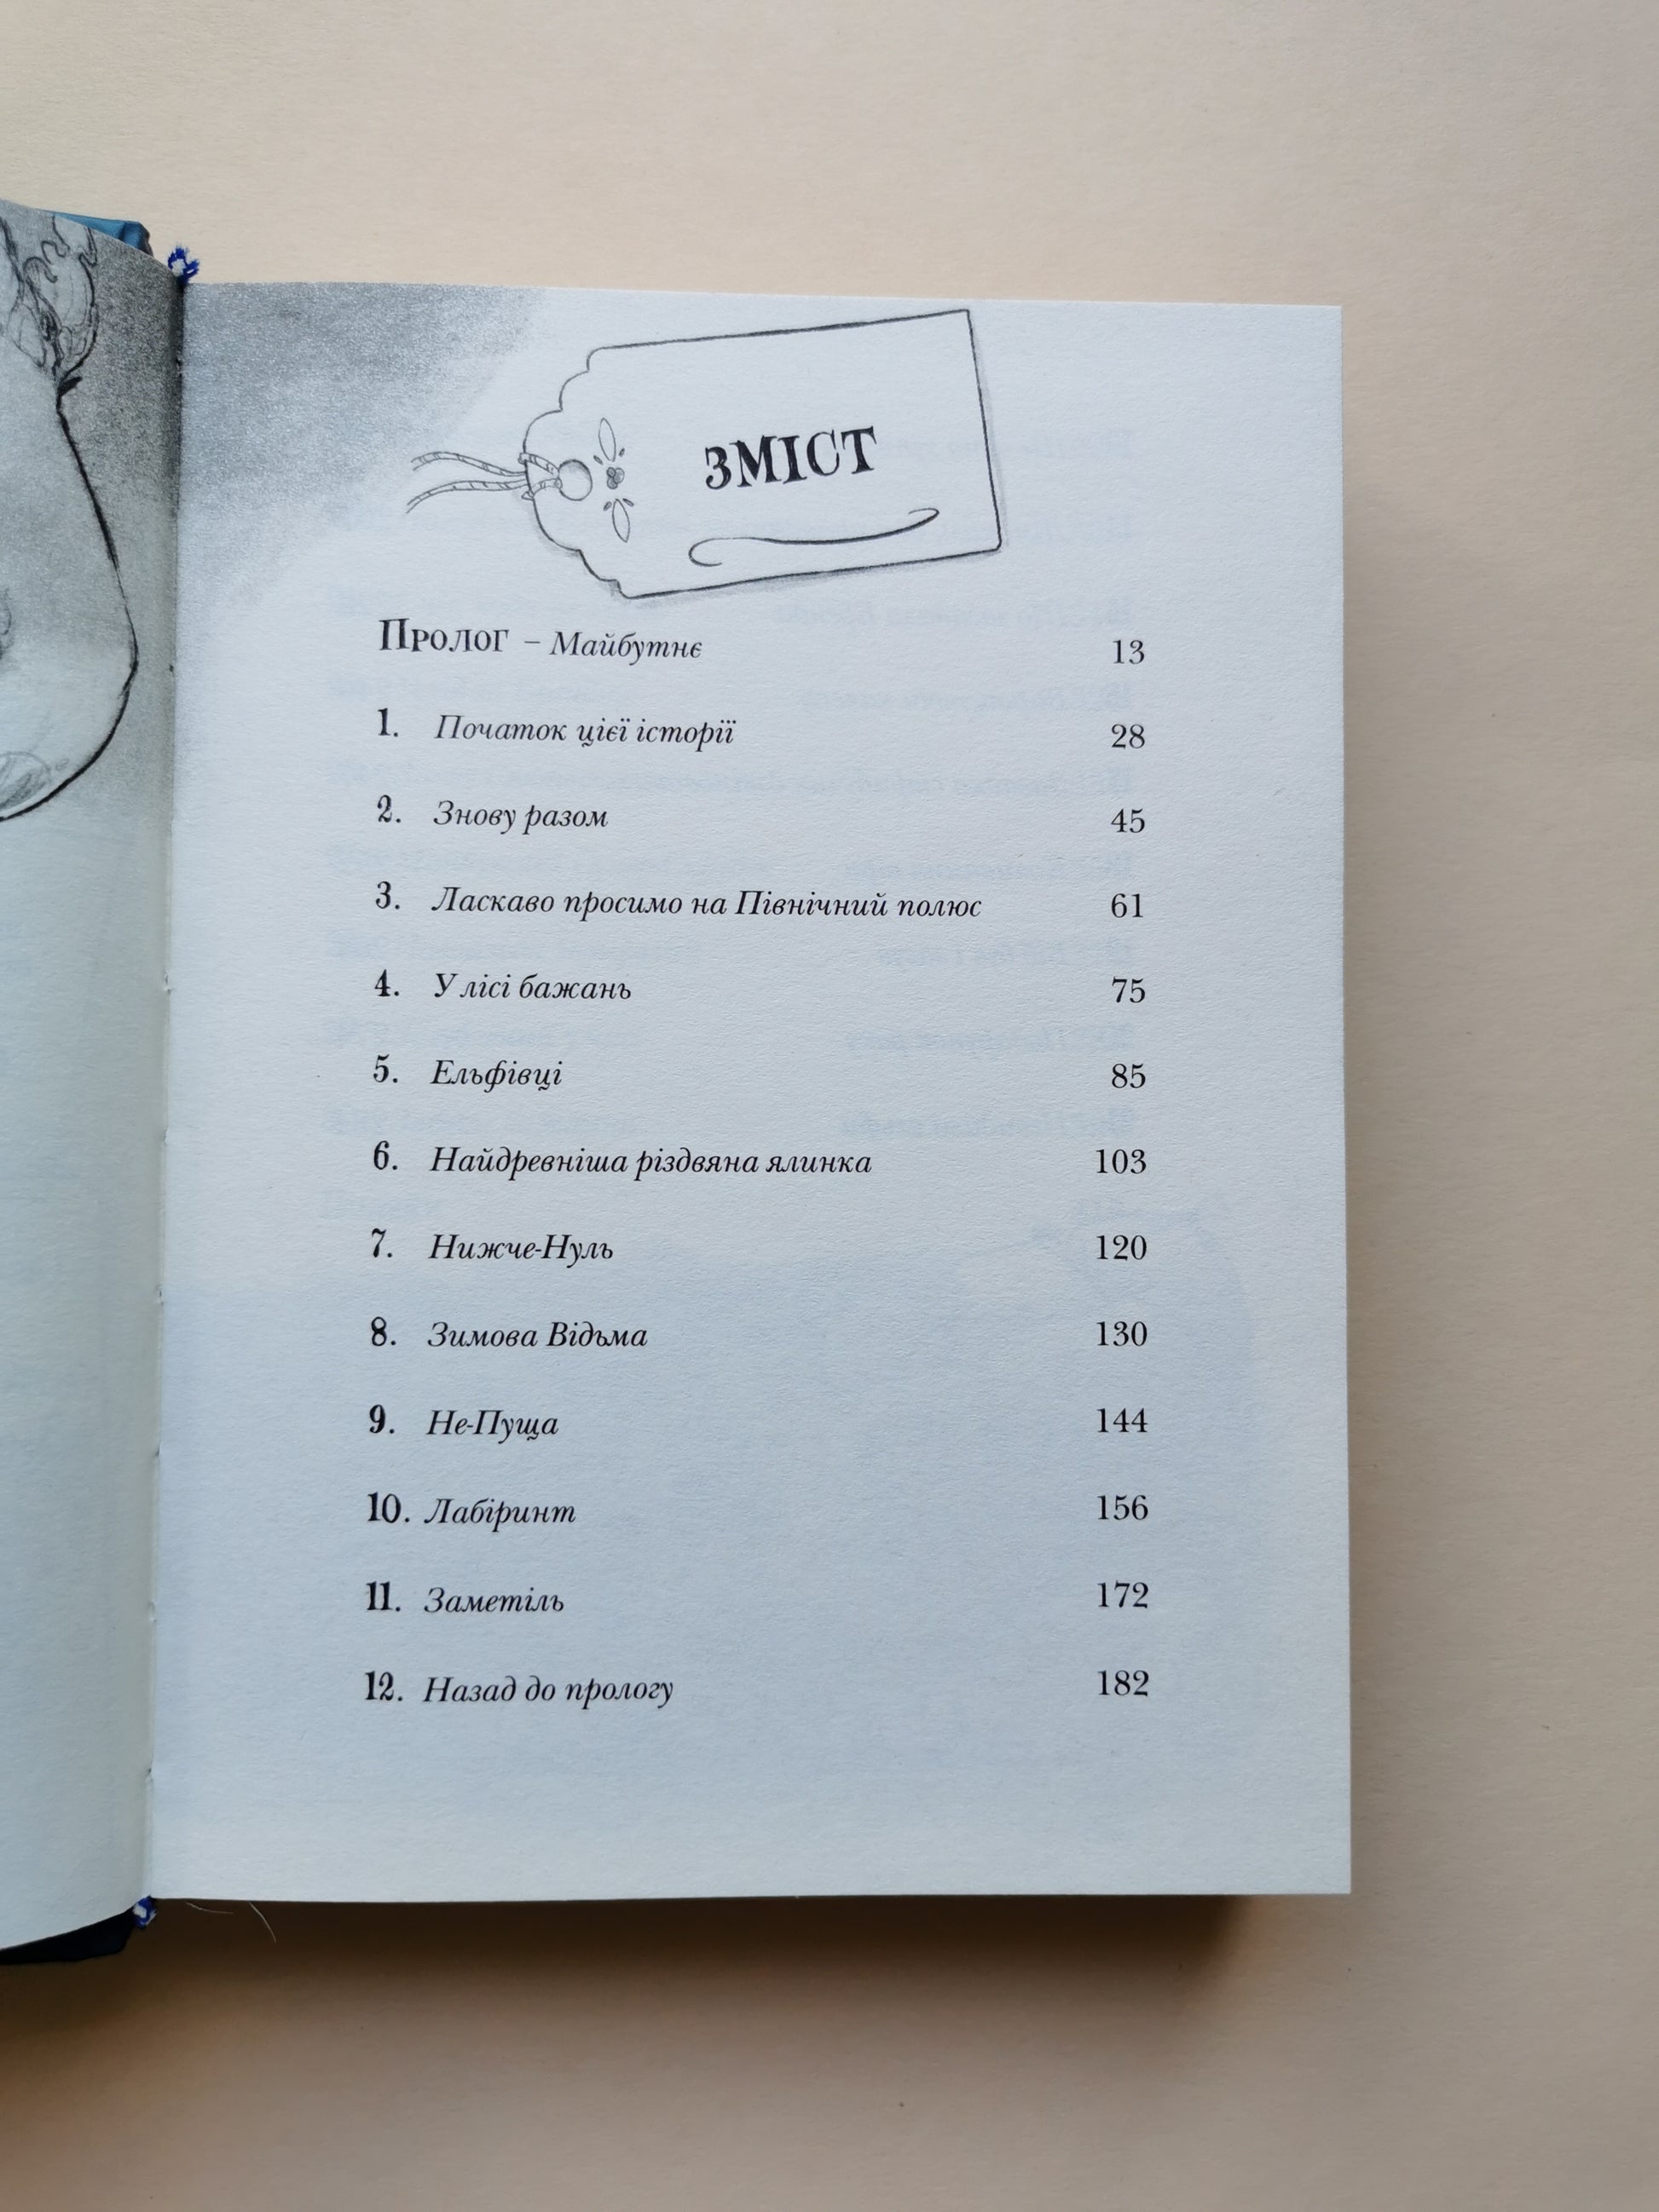 ЗМІСТ
Пролог – Майбутнє 13
1. Початок цієї історії 28
2. Знову разом 45
3. Ласкаво просимо на Північний полюс 61
4. У лісі бажань 75
5. Ельфівці 85
6. Найдревніша різдвяна ялинка 103
7. Нижче-Нуль 120
8. Зимова Відьма 130
9. Не-Пуща 144
10. Лабіринт 156
11. Заметіль 172
12. Назад до прологу 182